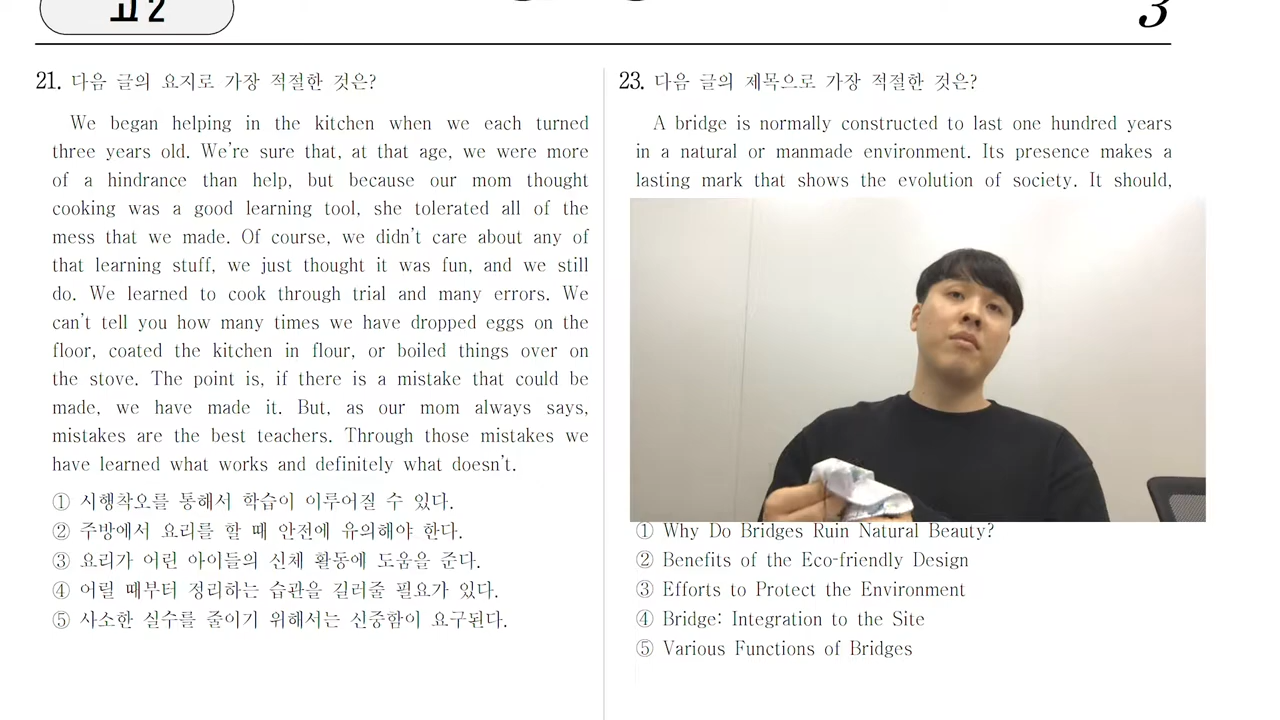 고2
3
21. 다음 글의 요지로 가장 적절한 것은?
We began helping in the kitchen when we each turned
three years old. We're sure that, at that age, we were more
of a hindrance than help, but because our mom thought
cooking was a good learning tool, she tolerated all of the
mess that we made. Of course, we didn't care about any of
that learning stuff, we just thought it was fun, and we still
do. We learned to cook through trial and many errors. We
can't tell you how many times we have dropped eggs on the
floor, coated the kitchen in flour, or boiled things over on
the stove. The point is, if there is a mistake that could be
made, we have made it. But, as our mom always says,
mistakes are the best teachers. Through those mistakes we
have learned what works and definitely what doesn't.
① 시행착오를 통해서 학습이 이루어질 수 있다.
② 주방에서 요리를 할 때 안전에 유의해야 한다.
③ 요리가 어린 아이들의 신체 활동에 도움을 준다.
④ 어릴 때부터 정리하는 습관을 길러줄 필요가 있다.
⑤ 사소한 실수를 줄이기 위해서는 신중함이 요구된다.
23. 다음 글의 제목으로 가장 적절한 것은?
A bridge is normally constructed to last one hundred years
in a natural or manmade environment. Its presence makes a
lasting mark that shows the evolution of society. It should,
① Why Do Bridges Ruin Natural Beauty?
② Benefits of the Eco-friendly Design
③ Efforts to Protect the Environment
④ Bridge: Integration to the Site
⑤ Various Functions of Bridges